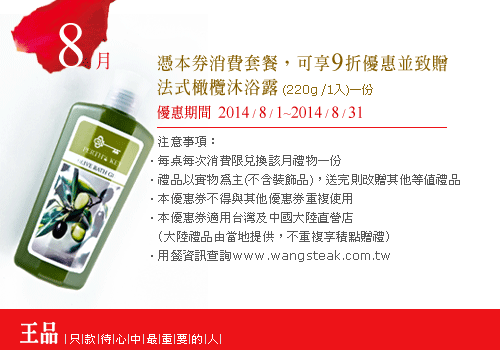 8月
憑本券消費套餐，可享9折優惠並致贈
法式橄欖沐浴露 (220g /1入)一份
優惠期間 2014 / 8 / 1~2014 / 8 / 31
注意事項：
‧每桌每次消費限兌換該月禮物一份
‧禮品以實物為主(不含裝飾品)，送完則改贈其他等值禮品
‧本優惠券不得與其他優惠券重複使用
‧本優惠券適用台灣及中國大陸直營店
（大陸禮品由當地提供，不重複享積點贈禮）
‧用餐資訊查詢www.wangsteak.com.tw
王品 |只|款|待|心|中|最|重|要|的|人|